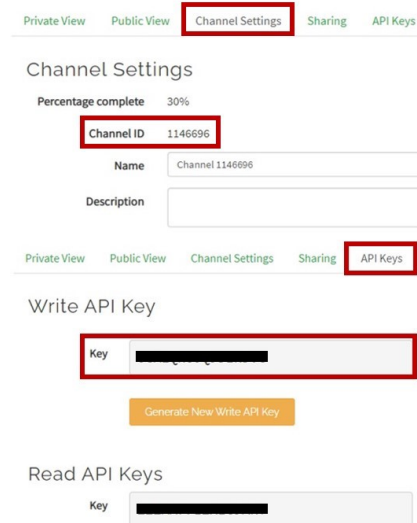 Private View Public View Channel Settings Sharing API Keys
Channel Settings
Percentage complete 30%
Channel ID 1146696
Name Channel 1146696
Description
Private View Public View Channel Settings Sharing API Keys
Write API Key
Key
Generate New Write API Key
Read API Keys
Key